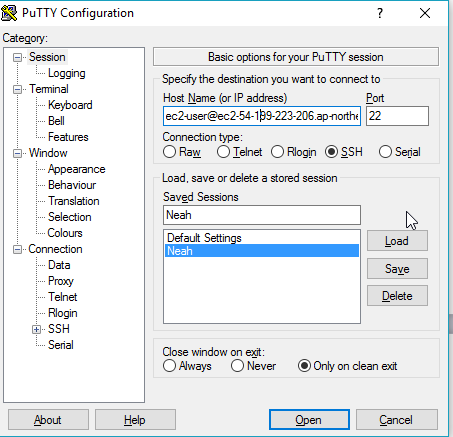 PuTTY Configuration
Category:
Session
Logging
Terminal
Keyboard
Bell
Features
Window
Appearance
Behaviour
Translation
Selection
Colours
Connection
Data
Proxy
Telnet
Rlogin
SSH
Serial
Basic options for your PuTTY session
Specify the destination you want to connect to
Host Name (or IP address) Port
ec2-user@ec2-54-199-223-206.ap-northe 22
Connection type:
Raw Telnet Rlogin SSH Serial
Load, save or delete a stored session
Saved Sessions
Neah
Default Settings
Neah
Load
Save
Delete
Close window on exit:
Always Never Only on clean exit
About Help Open Cancel